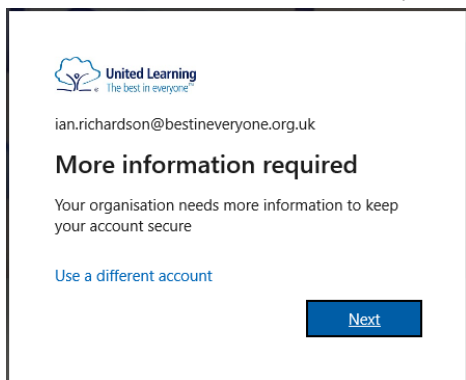 United Learning
The best in everyone™
ian.richardson@bestineveryone.org.uk
More information required
Your organisation needs more information to keep
your account secure
Use a different account
Next